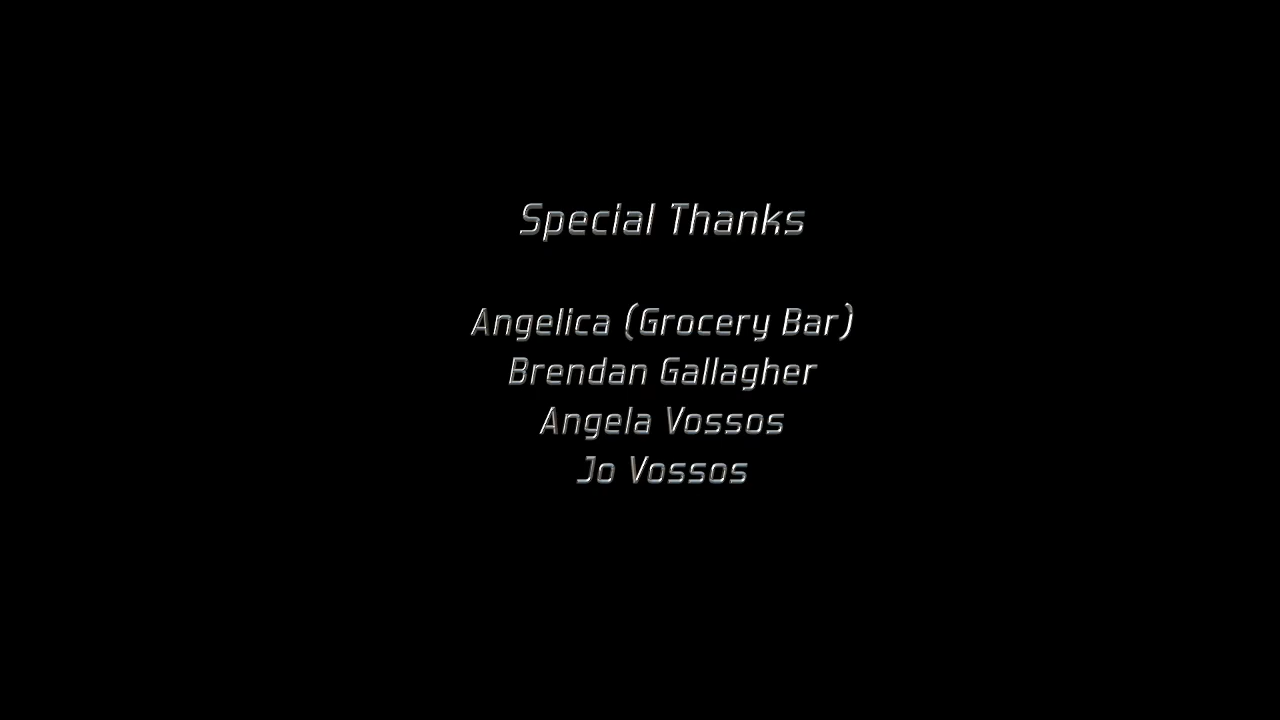 Special Thanks
Angelica (Grocery Bar)
Brendan Gallagher
Angela Vossos
Jo Vossos